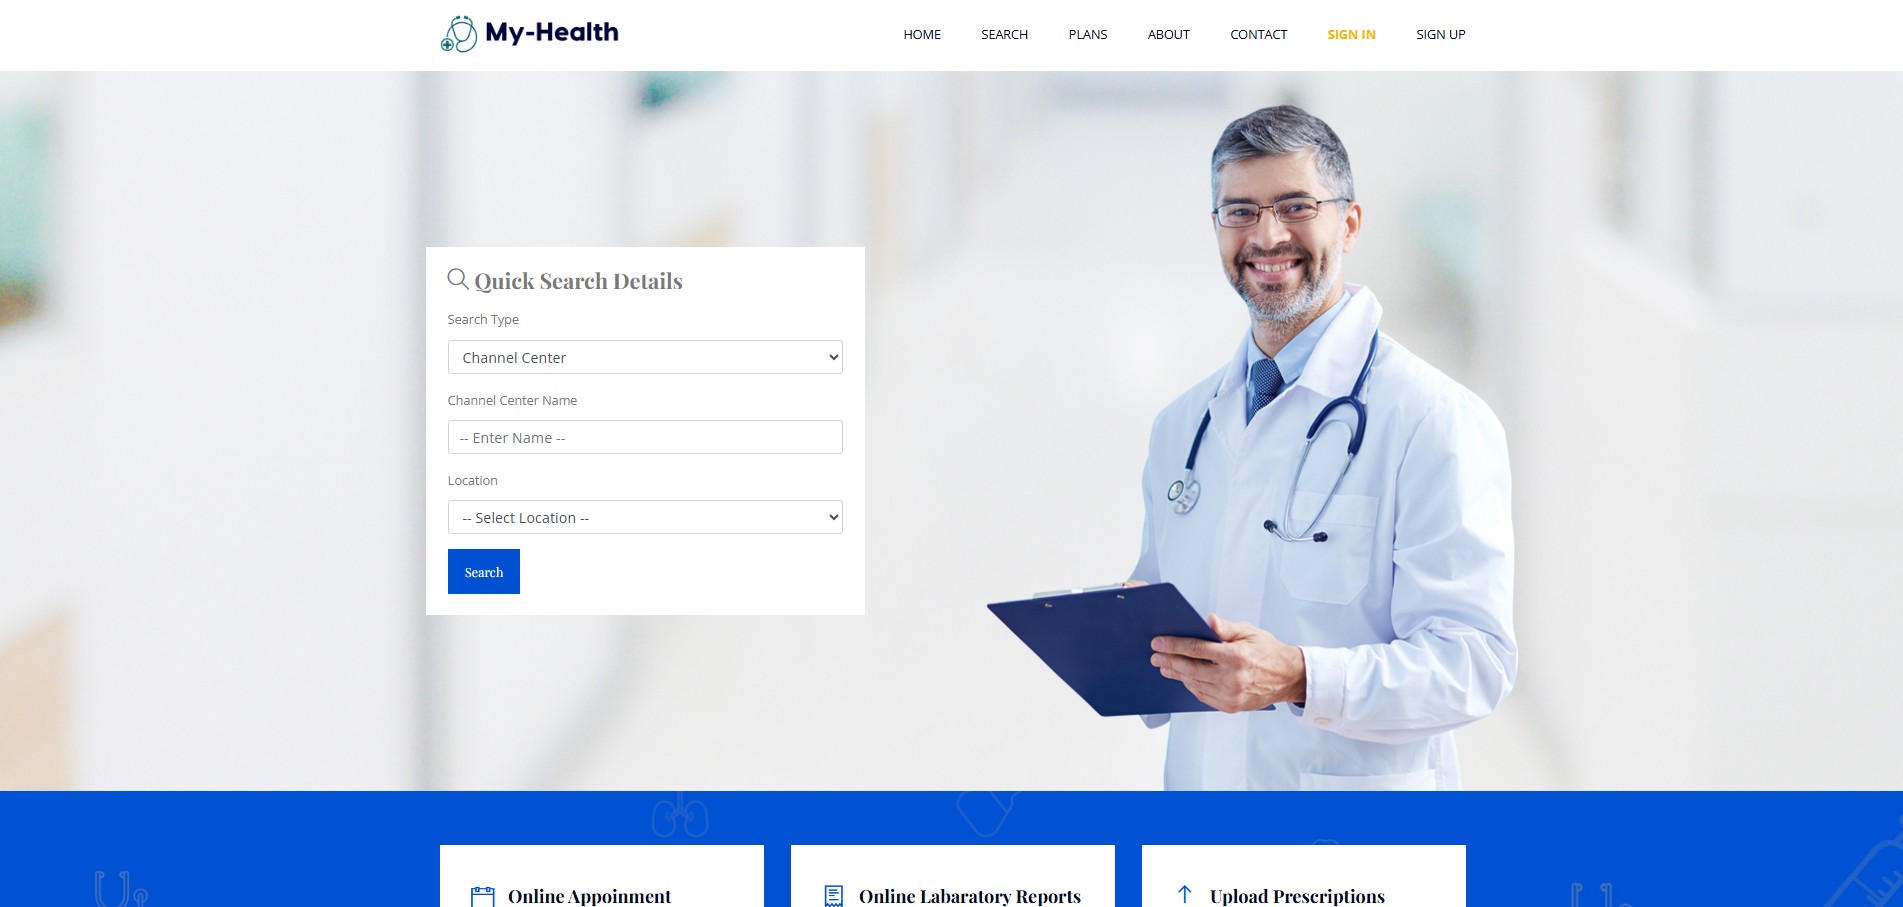 My-Health
HOME SEARCH PLANS ABOUT CONTACT SIGN IN SIGN UP
Quick Search Details
Search Type
Channel Center
Channel Center Name
-- Enter Name --
Location
-- Select Location --
Search
Online Appoinment
Online Labaratory Reports
Upload Prescriptions